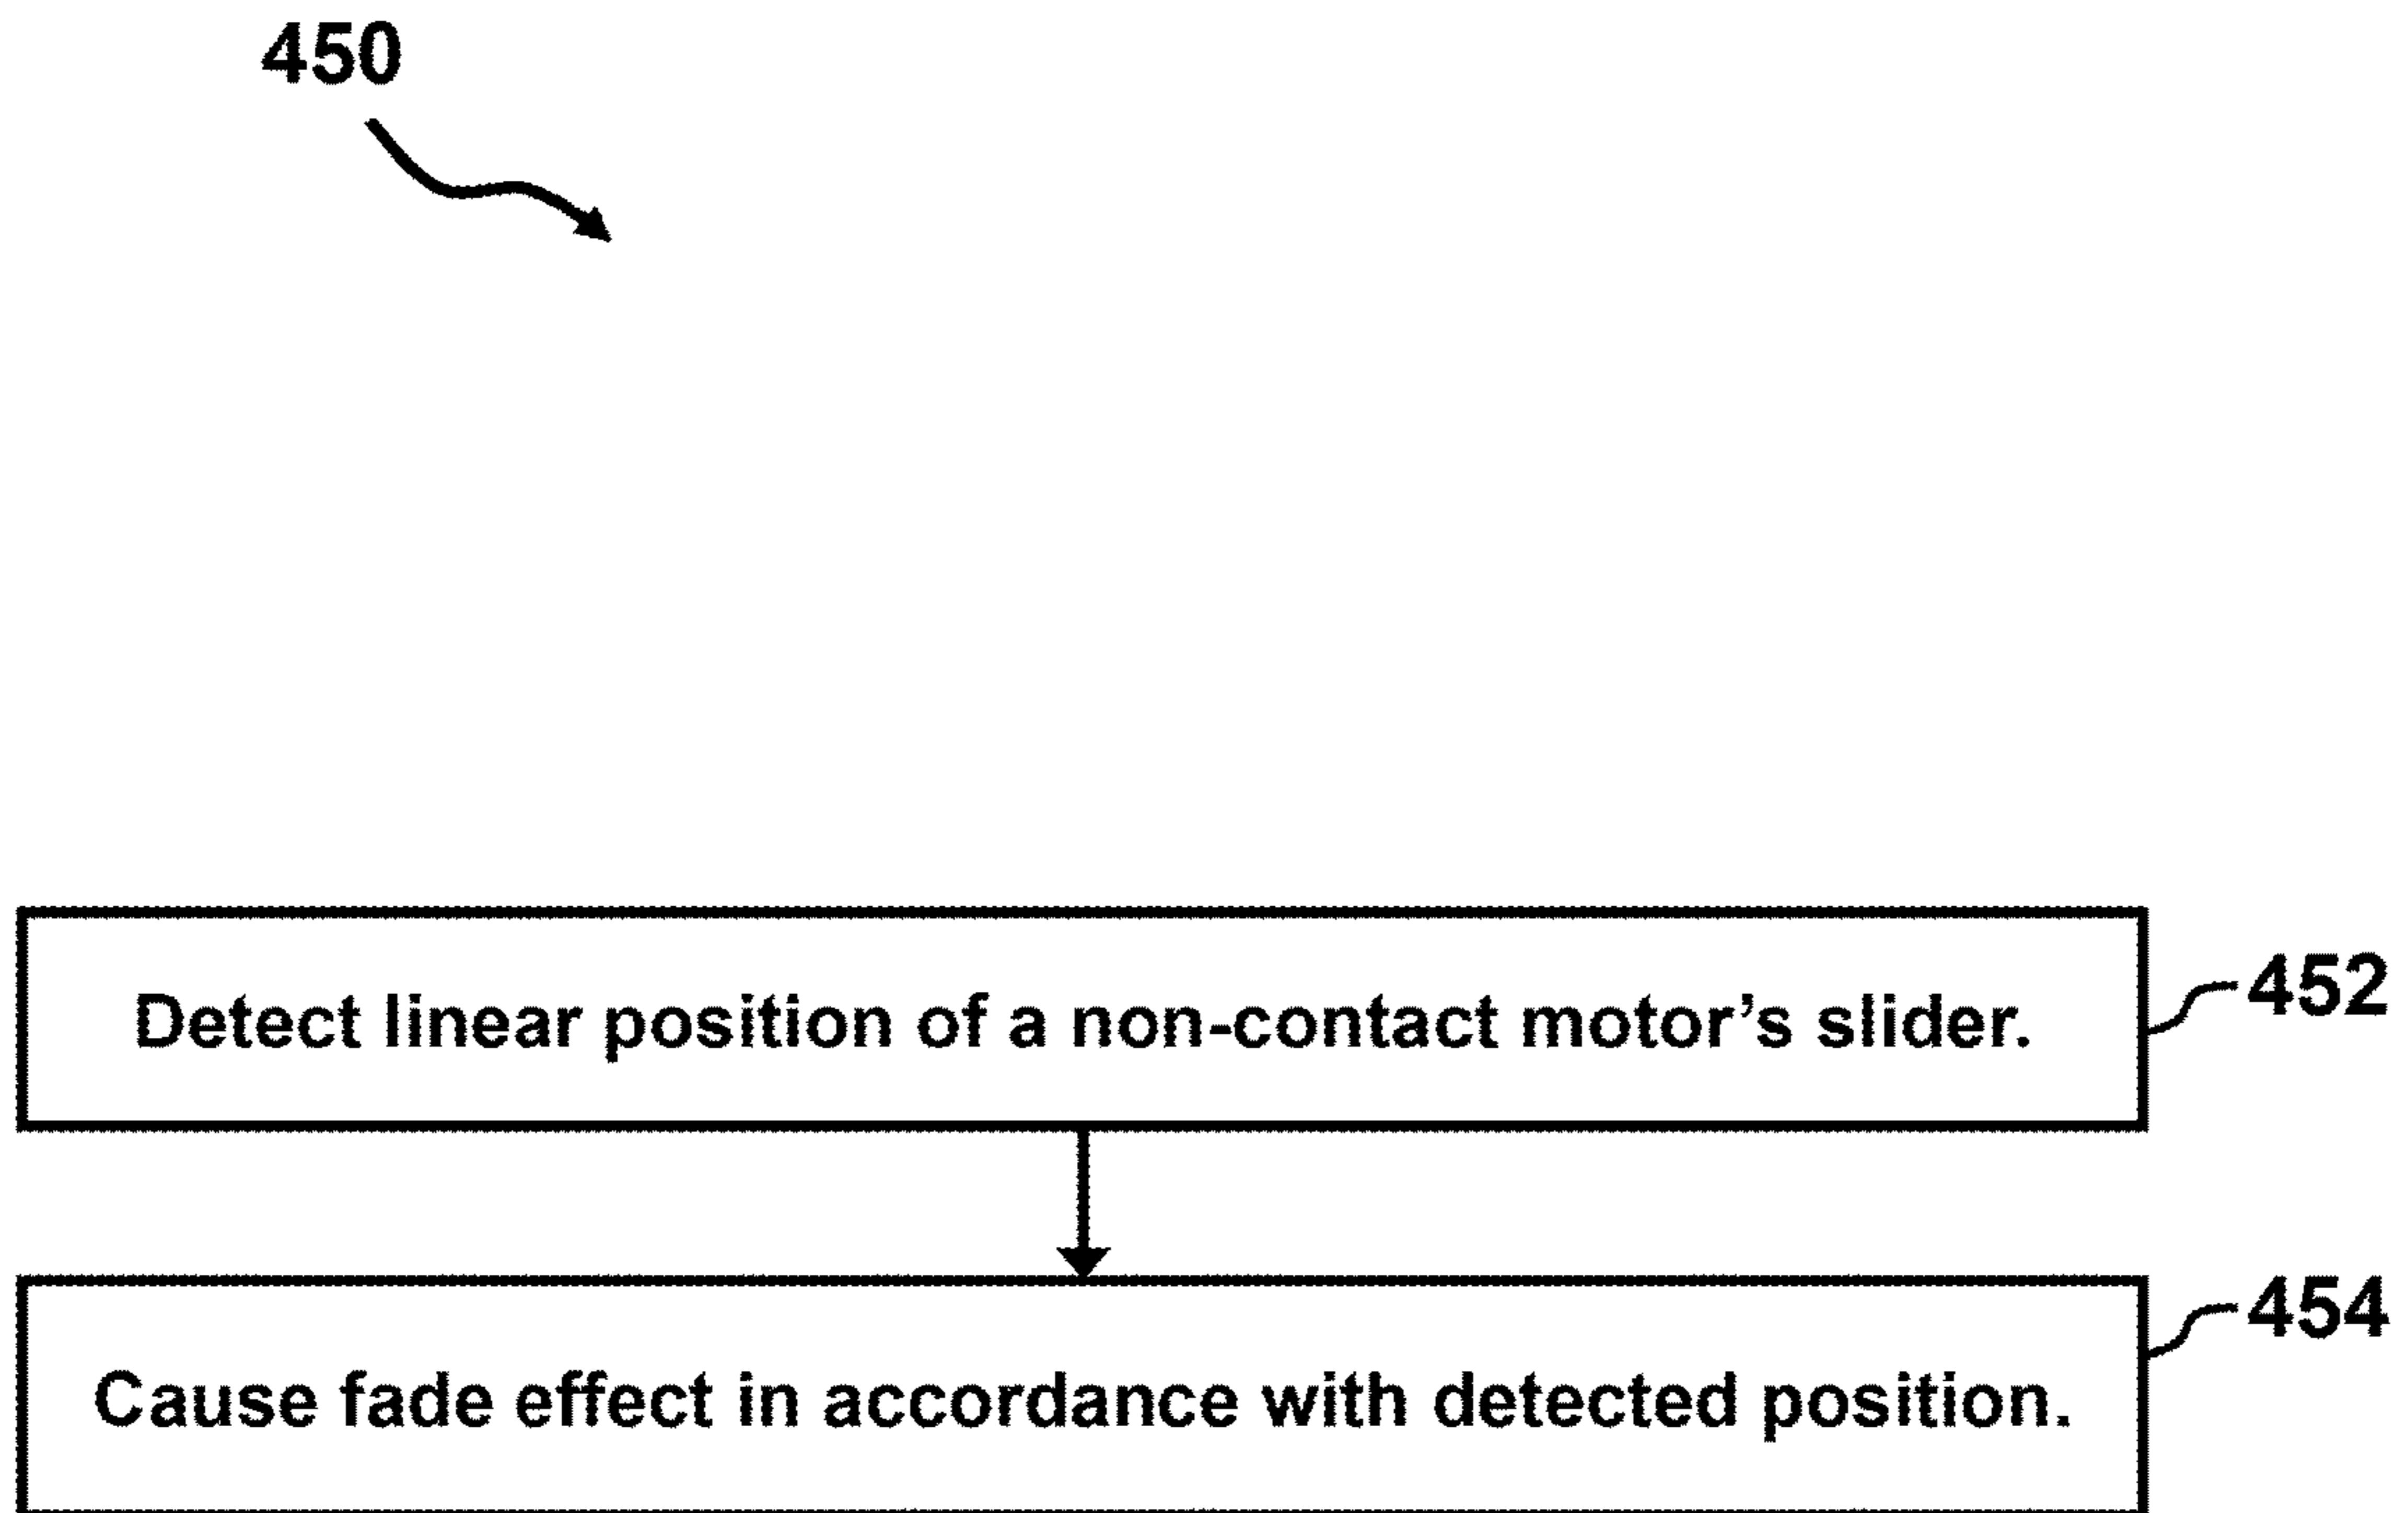 450
Detect linear position of a non-contact motor’s slider.
452
Cause fade effect in accordance with detected position.
454